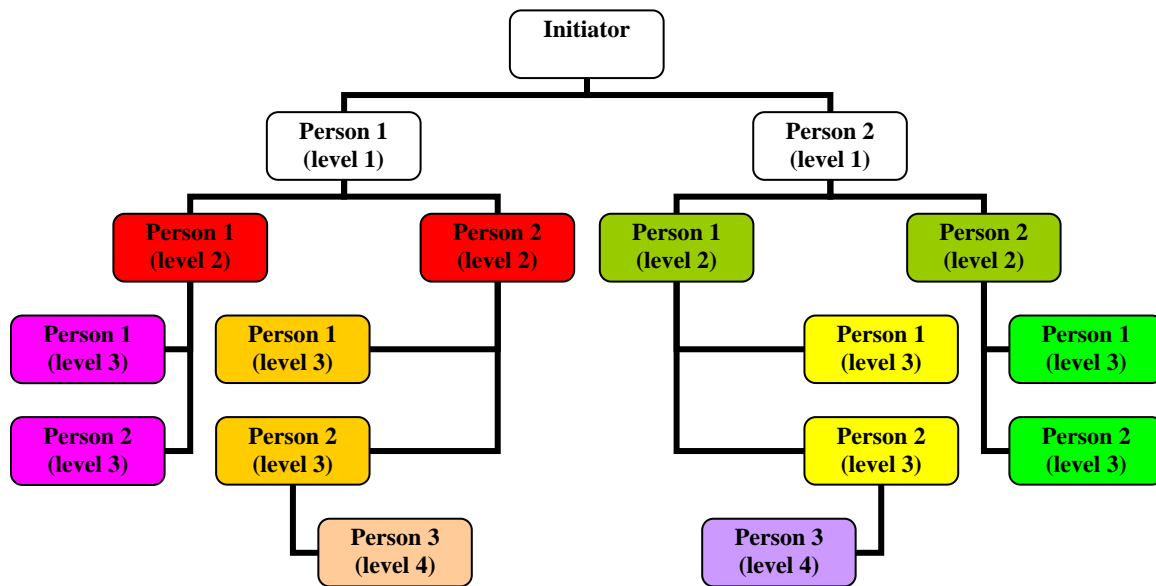 Initiator
Person 1
(level 1)
Person 2
(level 1)
Person 1
(level 2)
Person 2
(level 2)
Person 1
(level 2)
Person 2
(level 2)
Person 1
(level 3)
Person 1
(level 3)
Person 1
(level 3)
Person 1
(level 3)
Person 2
(level 3)
Person 2
(level 3)
Person 2
(level 3)
Person 2
(level 3)
Person 3
(level 4)
Person 3
(level 4)